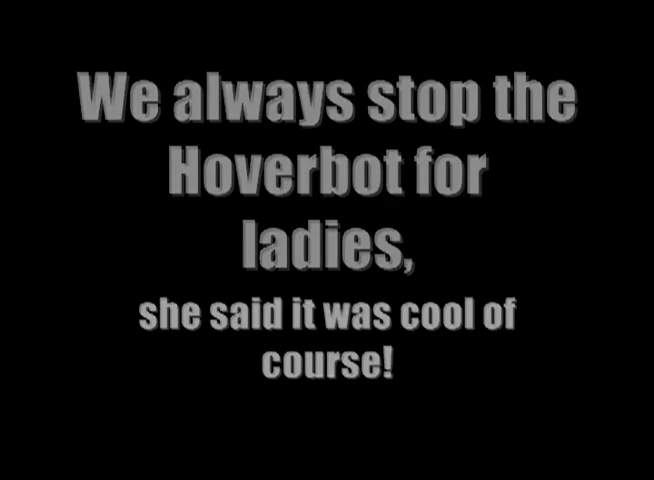 We always stop the
Hoverbot for
ladies,
she said it was cool of
course!